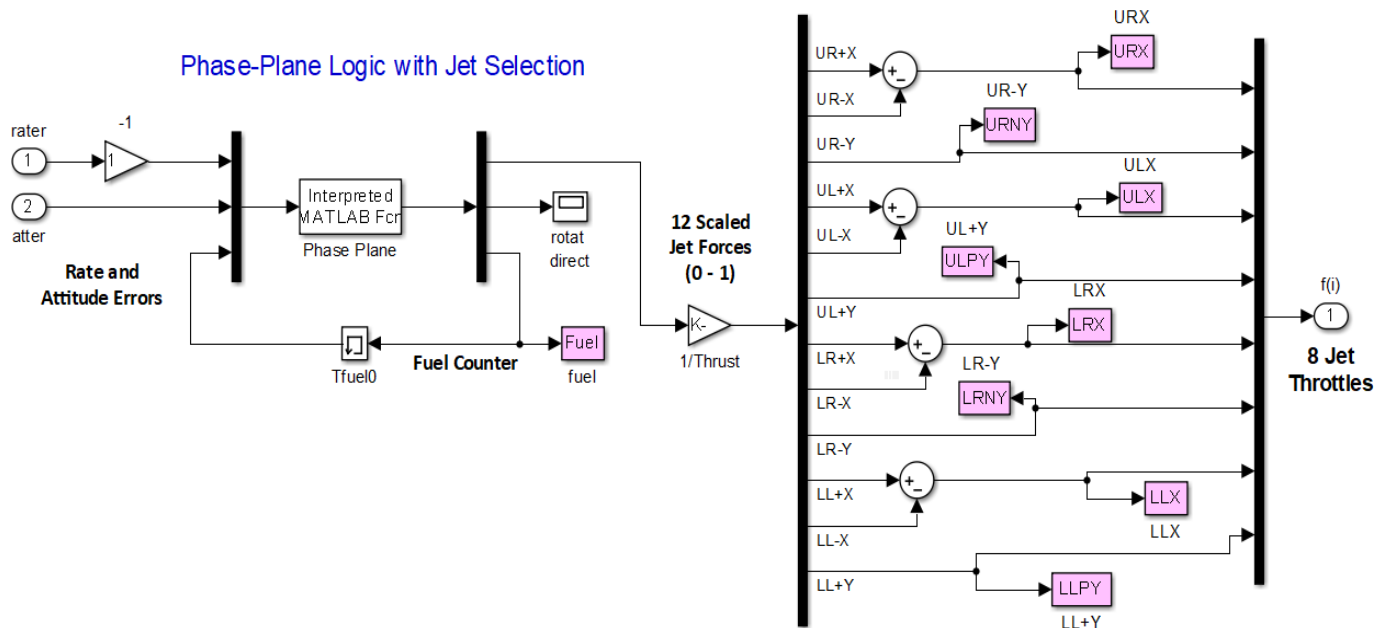 Phase-Plane Logic with Jet Selection
rater
1
-1
1
2
atter
Rate and
Attitude Errors
Interpreted
MATLAB Fcn
Phase Plane
rotat
direct
Tfuel0
Fuel Counter
Fuel
fuel
12 Scaled
Jet Forces
(0 - 1)
K-
1/Thrust
UR+X
UR-X
UR-Y
UL+X
UL-X
UL+Y
LR+X
LR-X
LR-Y
LL+X
LL-X
LL+Y
+
-
URX
URX
UR-Y
URNY
+
-
ULX
ULX
UL+Y
ULPY
+
-
LRX
LRX
LR-Y
LRNY
+
-
LLX
LLX
LLPY
LL+Y
f(i)
1
8 Jet
Throttles